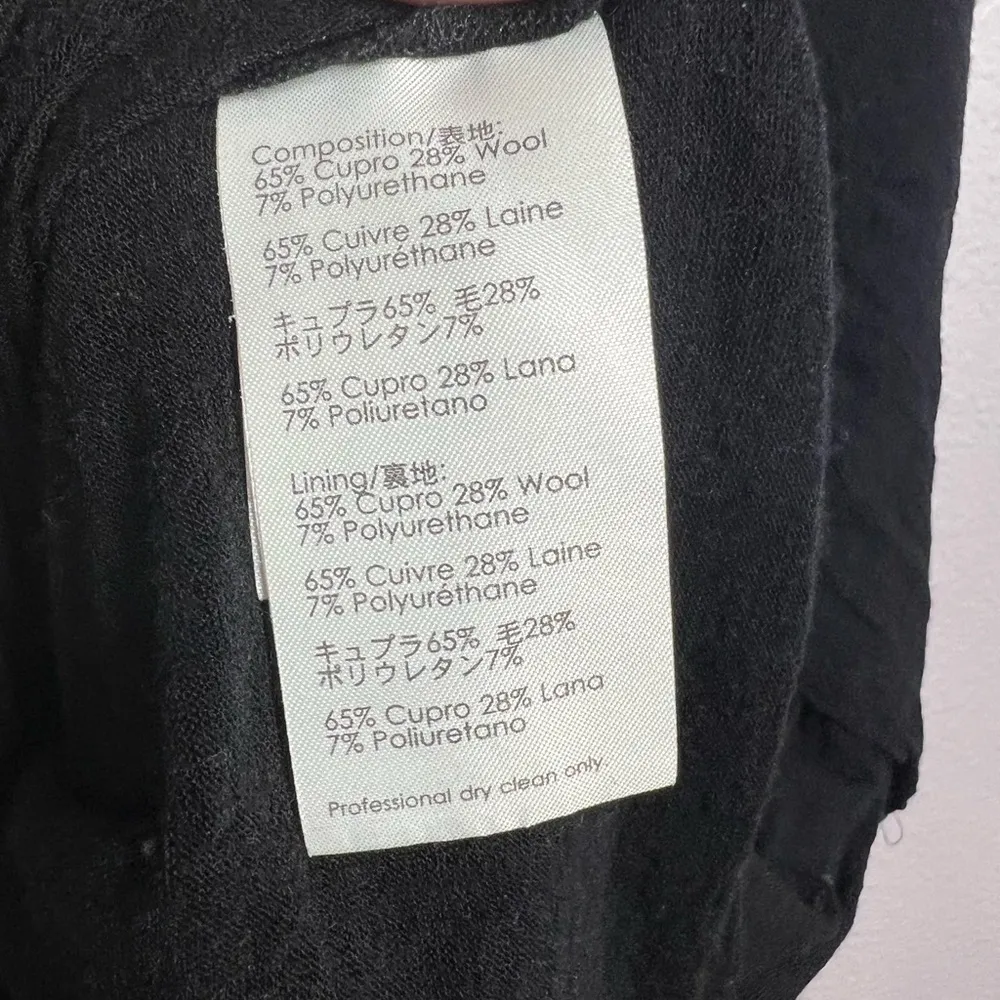 Composition/表地:
65% Cupro 28% Wool
7% Polyurethane
65% Cuivre 28% Laine
7% Polyuréthane
キュプラ65% 毛28%
ポリウレタン7%
65% Cupro 28% Lana
7% Poliuretano
Lining/裏地:
65% Cupro 28% Wool
7% Polyurethane
65% Cuivre 28% Laine
7% Polyuréthane
キュプラ65% 毛28%
ポリウレタン7%
65% Cupro 28% Lana
7% Poliuretano
Professional dry clean only